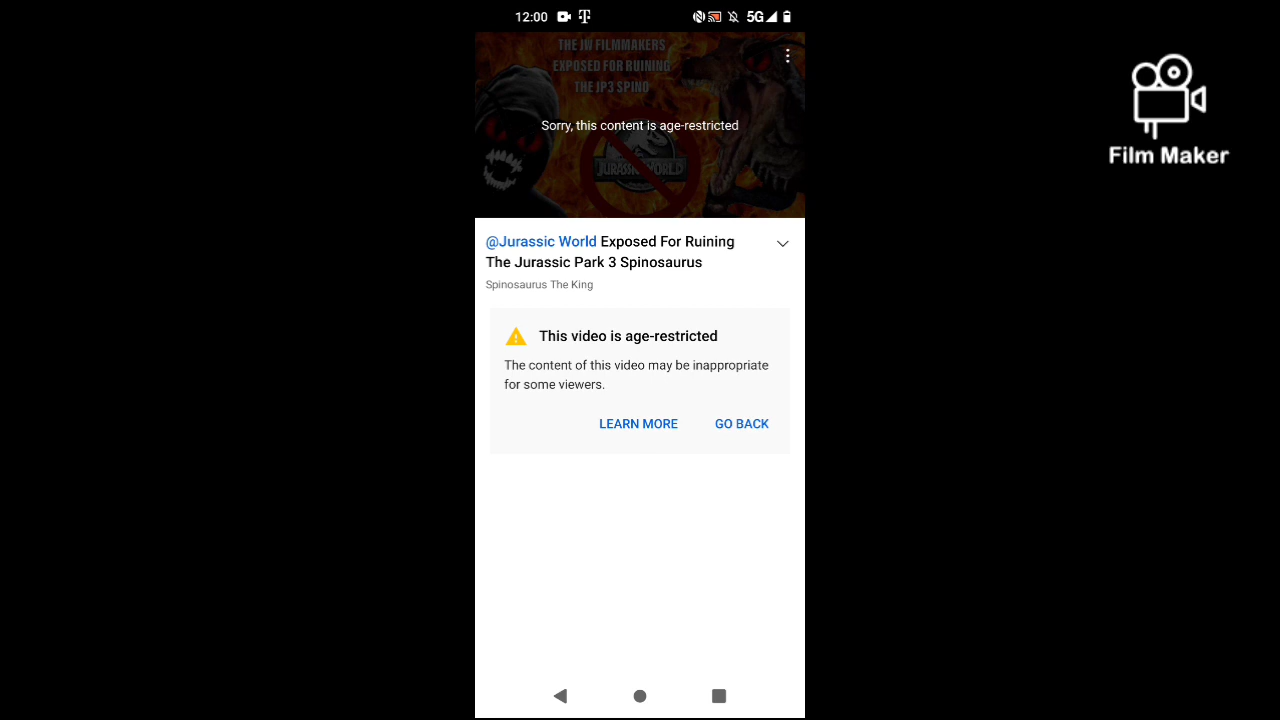 12:00
5G
THE JW FILMMAKERS
EXPOSED FOR RUINING
THE JP3 SPINO
Sorry, this content is age-restricted
JURASSIC WORLD
Film Maker
@Jurassic World Exposed For Ruining
The Jurassic Park 3 Spinosaurus
Spinosaurus The King
This video is age-restricted
The content of this video may be inappropriate
for some viewers.
LEARN MORE
GO BACK